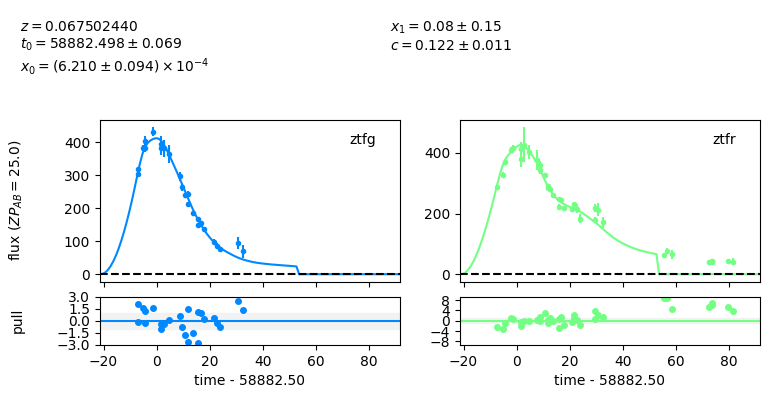 z = 0.067502440
t₀ = 58882.498 ± 0.069
x₀ = (6.210 ± 0.094) × 10⁻⁴
x₁ = 0.08 ± 0.15
c = 0.122 ± 0.011
flux (ZP_AB = 25.0)
400
300
200
100
0
ztfg
400
200
0
ztfr
pull
3.0
1.5
0.0
−1.5
−3.0
−20 0 20 40 60 80
time - 58882.50
8
4
0
−4
−8
−20 0 20 40 60 80
time - 58882.50